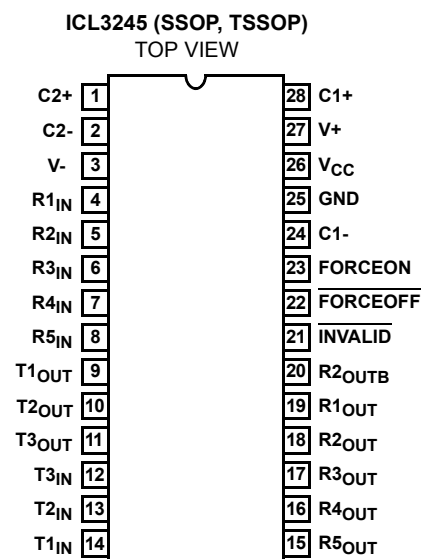 ICL3245 (SSOP, TSSOP)
TOP VIEW
C2+ 1 28 C1+
C2- 2 27 V+
V- 3 26 VCC
R1IN 4 25 GND
R2IN 5 24 C1-
R3IN 6 23 FORCEON
R4IN 7 22 FORCEOFF
R5IN 8 21 INVALID
T1OUT 9 20 R2OUTB
T2OUT 10 19 R1OUT
T3OUT 11 18 R2OUT
T3IN 12 17 R3OUT
T2IN 13 16 R4OUT
T1IN 14 15 R5OUT